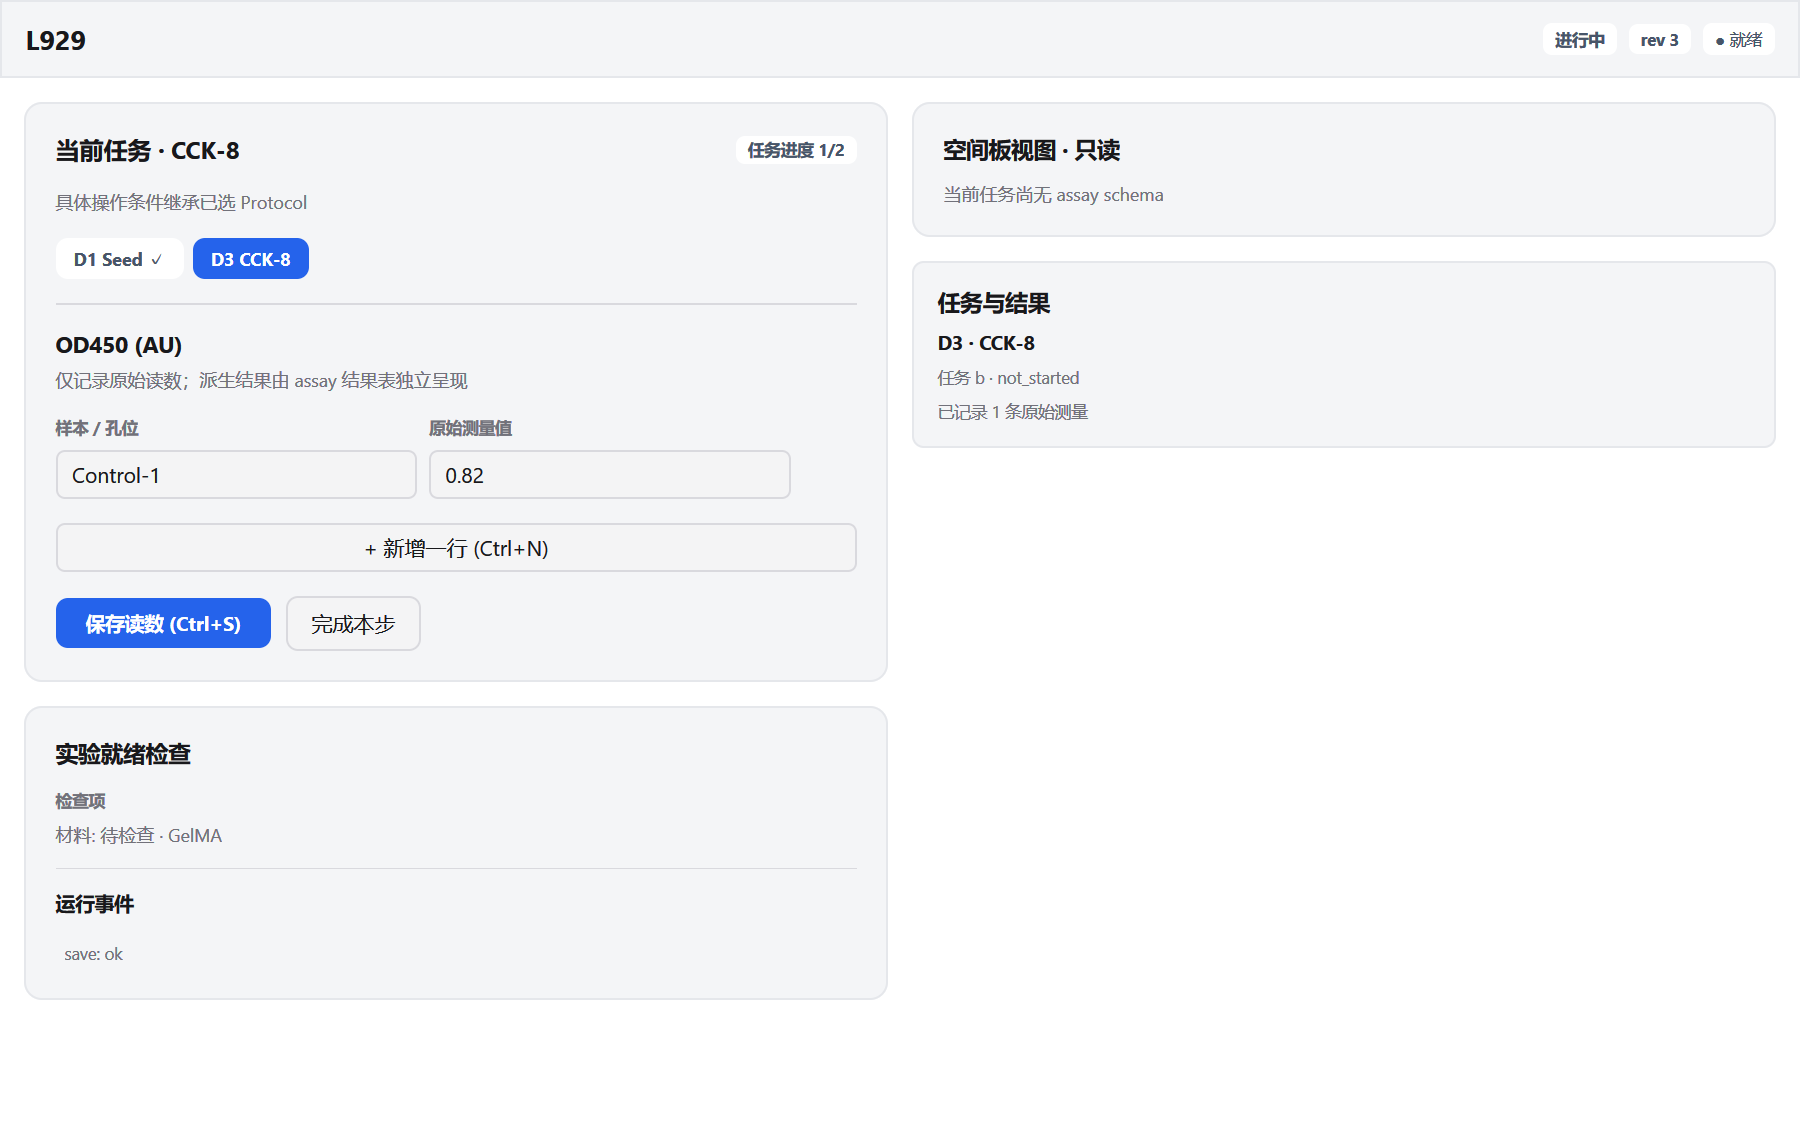 L929
进行中
rev 3
● 就绪
当前任务 · CCK-8
任务进度 1/2
具体操作条件继承已选 Protocol
D1 Seed ✓
D3 CCK-8
OD450 (AU)
仅记录原始读数；派生结果由 assay 结果表独立呈现
样本 / 孔位
原始测量值
Control-1
0.82
+ 新增一行 (Ctrl+N)
保存读数 (Ctrl+S)
完成本步
实验就绪检查
检查项
材料: 待检查 · GelMA
运行事件
save: ok
空间板视图 · 只读
当前任务尚无 assay schema
任务与结果
D3 · CCK-8
任务 b · not_started
已记录 1 条原始测量